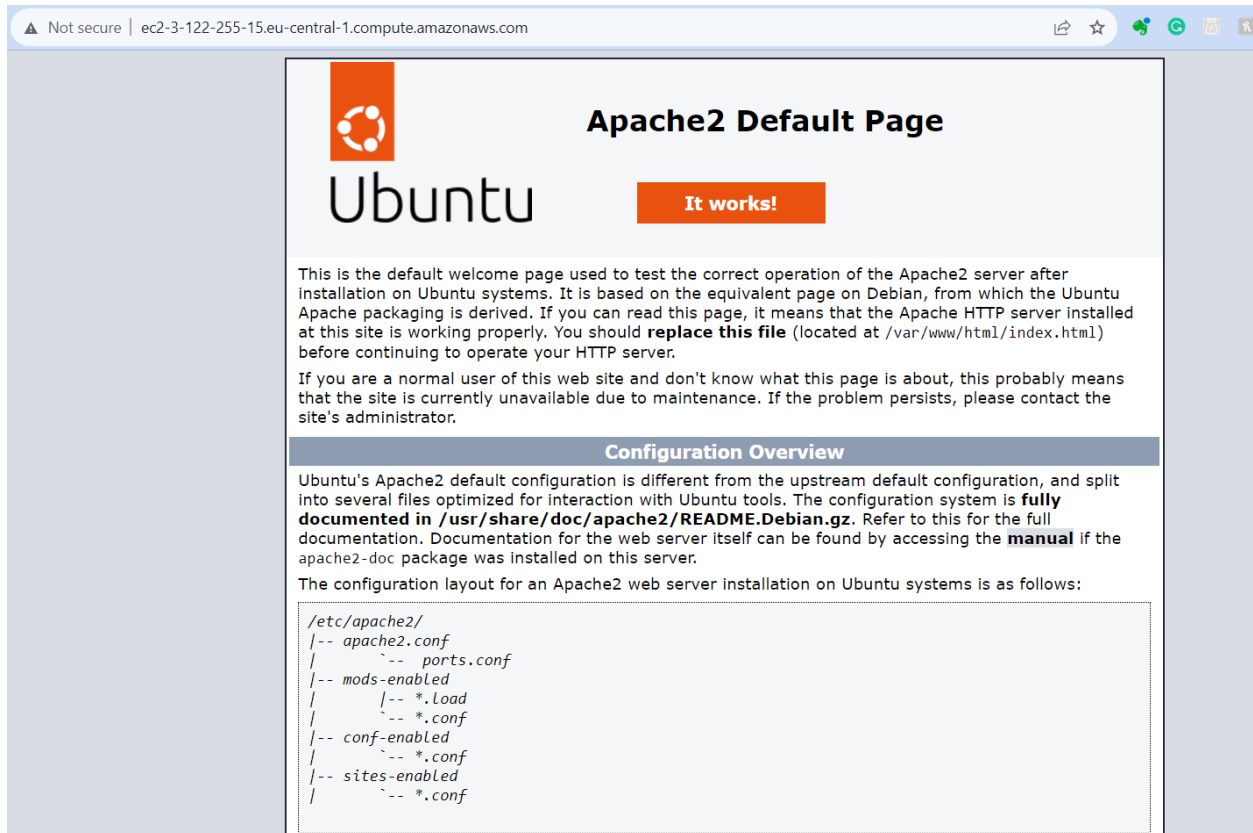 Not secure | ec2-3-122-255-15.eu-central-1.compute.amazonaws.com
Apache2 Default Page
Ubuntu
It works!
This is the default welcome page used to test the correct operation of the Apache2 server after
installation on Ubuntu systems. It is based on the equivalent page on Debian, from which the Ubuntu
Apache packaging is derived. If you can read this page, it means that the Apache HTTP server installed
at this site is working properly. You should replace this file (located at /var/www/html/index.html)
before continuing to operate your HTTP server.
If you are a normal user of this web site and don't know what this page is about, this probably means
that the site is currently unavailable due to maintenance. If the problem persists, please contact the
site's administrator.
Configuration Overview
Ubuntu's Apache2 default configuration is different from the upstream default configuration, and split
into several files optimized for interaction with Ubuntu tools. The configuration system is fully
documented in /usr/share/doc/apache2/README.Debian.gz. Refer to this for the full
documentation. Documentation for the web server itself can be found by accessing the manual if the
apache2-doc package was installed on this server.
The configuration layout for an Apache2 web server installation on Ubuntu systems is as follows:
/etc/apache2/
|-- apache2.conf
|       `--  ports.conf
|-- mods-enabled
|       |-- *.load
|       `-- *.conf
|-- conf-enabled
|       `-- *.conf
|-- sites-enabled
|       `-- *.conf